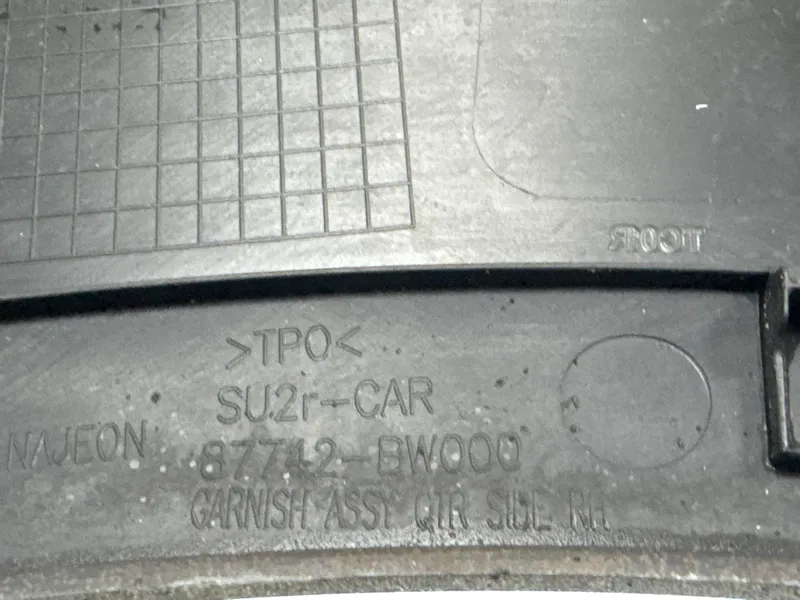 >TPO<
SU2r-CAR
NAJEON
87742-BW000
GARNISH ASSY QTR SIDE RH